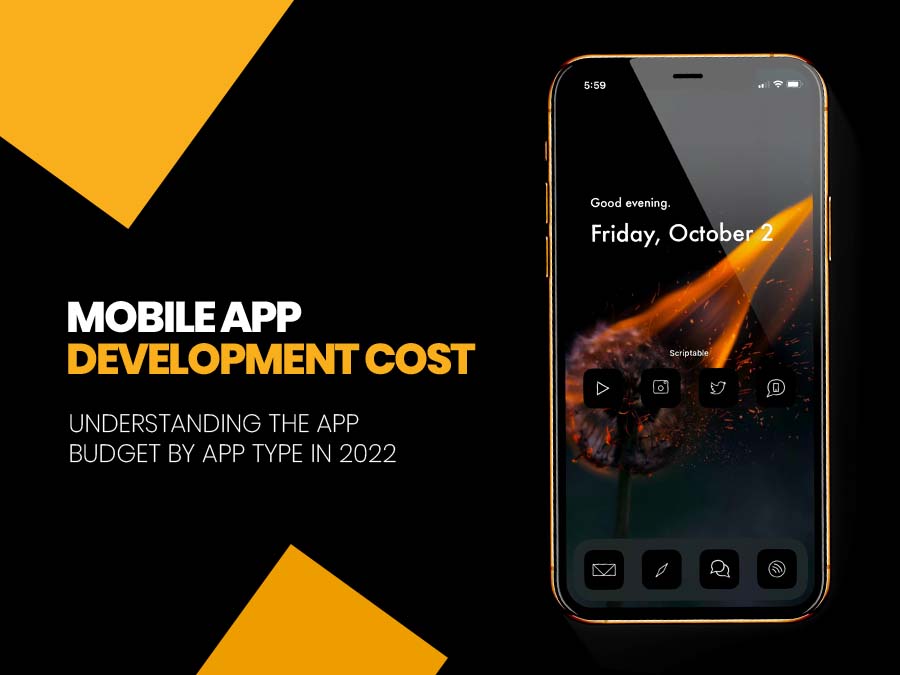 MOBILE APP
DEVELOPMENT COST
UNDERSTANDING THE APP
BUDGET BY APP TYPE IN 2022
5:59
Good evening.
Friday, October 2
Scriptable